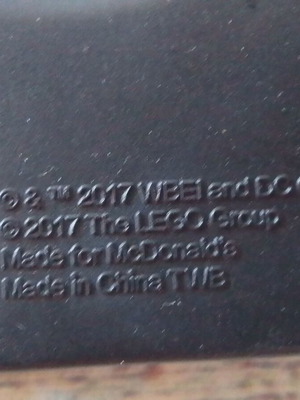 © & ™ 2017 WBEI and DC
© 2017 The LEGO Group
Made for McDonald's
Made in China TWB